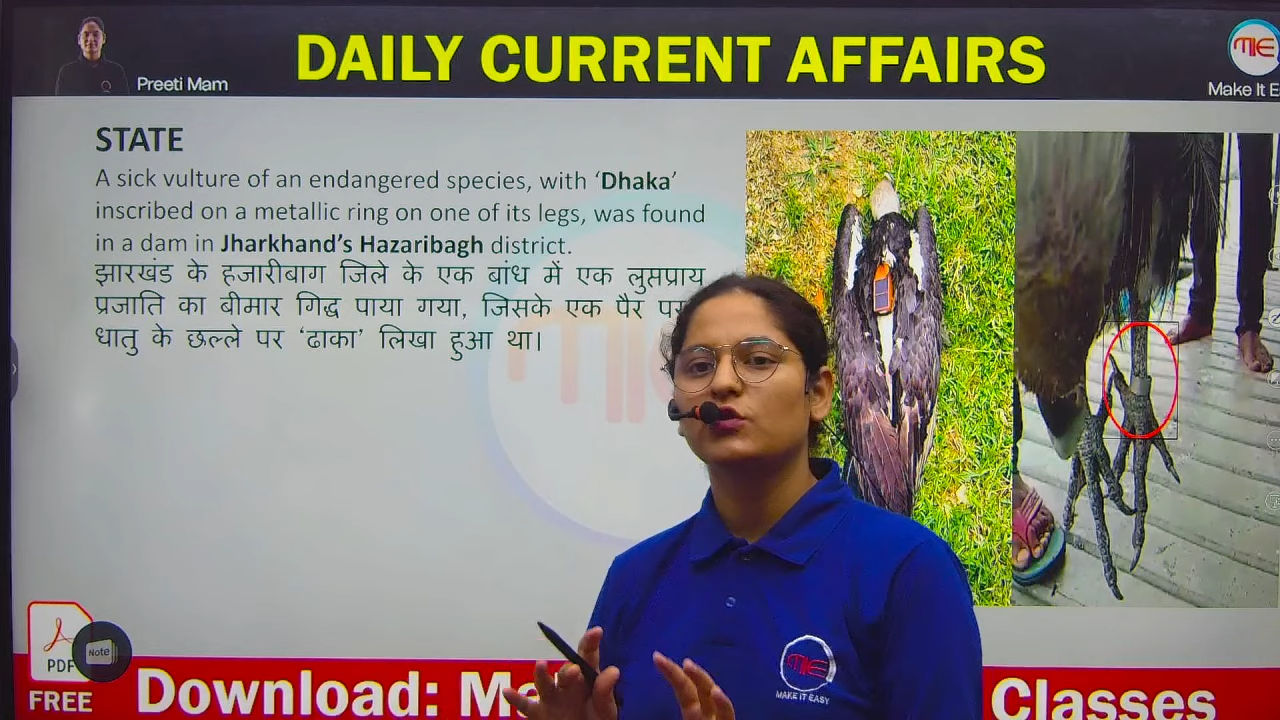 DAILY CURRENT AFFAIRS
Preeti Mam
Make It
STATE
A sick vulture of an endangered species, with ‘Dhaka’
inscribed on a metallic ring on one of its legs, was found
in a dam in Jharkhand’s Hazaribagh district.
झारखंड के हजारीबाग जिले के एक बांध में एक लुप्तप्राय
प्रजाति का बीमार गिद्ध पाया गया, जिसके एक पैर पर
धातु के छल्ले पर ‘ढाका’ लिखा हुआ था।
MIE
MAKE IT EASY
Note
PDF
FREE
Download:
Classes